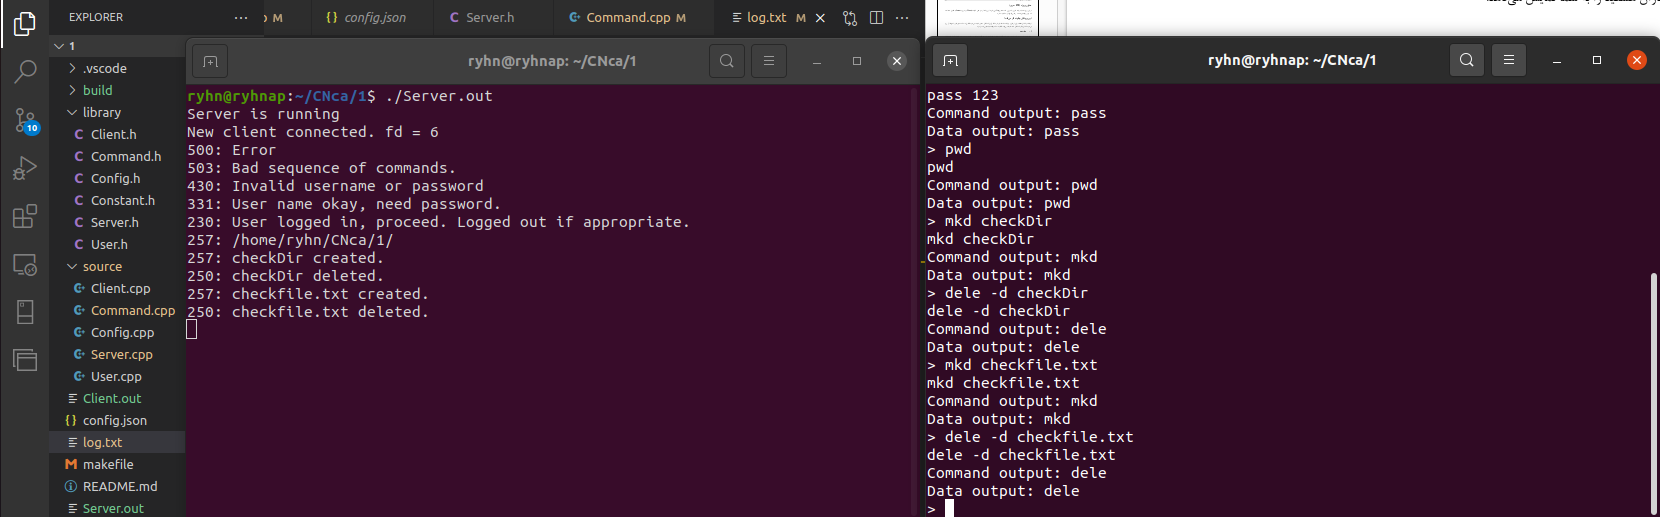 EXPLORER
1
.vscode
build
library
Client.h
Command.h
Config.h
Constant.h
Server.h
User.h
source
Client.cpp
Command.cpp
Config.cpp
Server.cpp
User.cpp
Client.out
config.json
log.txt
makefile
README.md
Server.out
10
M
config.json
Server.h
Command.cpp M
log.txt M
ryhn@ryhnap: ~/CNca/1
ryhn@ryhnap:~/CNca/1$ ./Server.out
Server is running
New client connected. fd = 6
500: Error
503: Bad sequence of commands.
430: Invalid username or password
331: User name okay, need password.
230: User logged in, proceed. Logged out if appropriate.
257: /home/ryhn/CNca/1/
257: checkDir created.
250: checkDir deleted.
257: checkfile.txt created.
250: checkfile.txt deleted.
ryhn@ryhnap: ~/CNca/1
pass 123
Command output: pass
Data output: pass
> pwd
pwd
Command output: pwd
Data output: pwd
> mkd checkDir
mkd checkDir
Command output: mkd
Data output: mkd
> dele -d checkDir
dele -d checkDir
Command output: dele
Data output: dele
> mkd checkfile.txt
mkd checkfile.txt
Command output: mkd
Data output: mkd
> dele -d checkfile.txt
dele -d checkfile.txt
Command output: dele
Data output: dele
>